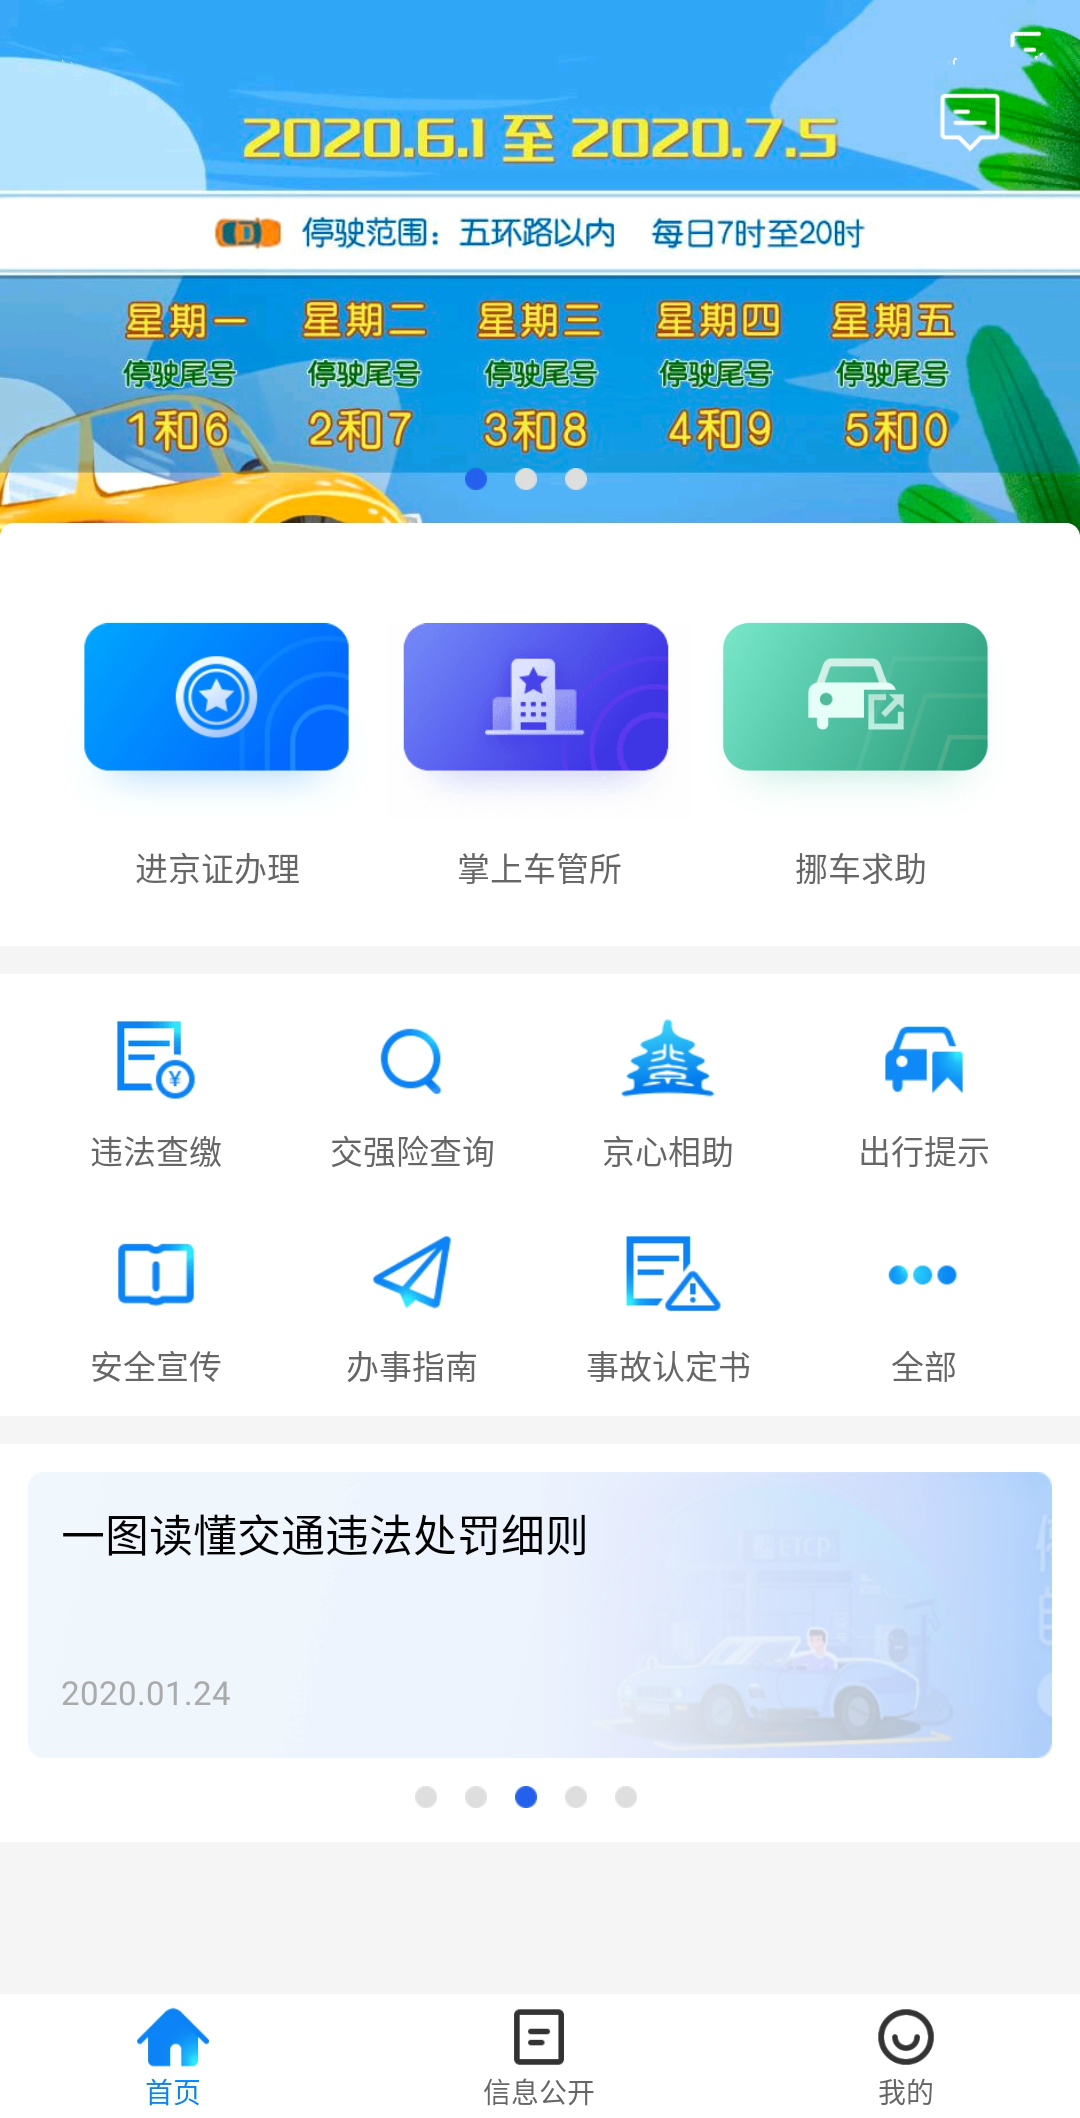 2020.6.1 至 2020.7.5
停驶范围：五环路以内 每日7时至20时
星期一 星期二 星期三 星期四 星期五
停驶尾号 停驶尾号 停驶尾号 停驶尾号 停驶尾号
1和6 2和7 3和8 4和9 5和0
进京证办理 掌上车管所 挪车求助
违法查缴 交强险查询 京心相助 出行提示
安全宣传 办事指南 事故认定书 全部
一图读懂交通违法处罚细则
ETCP
2020.01.24
首页 信息公开 我的